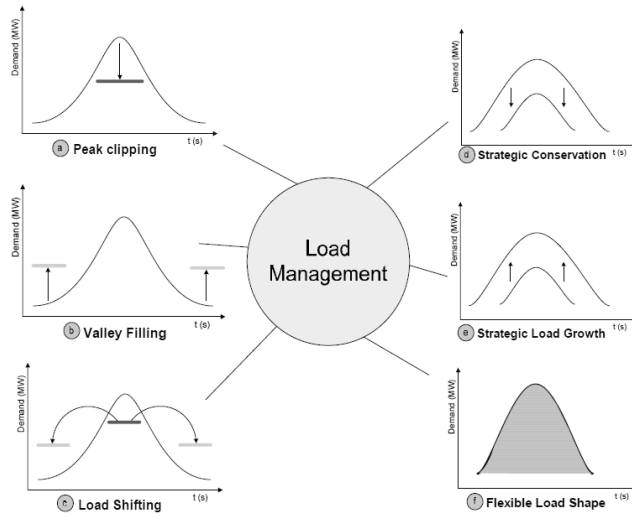 Demand (MW)
t (s)
a Peak clipping
Demand (MW)
t (s)
b Valley Filling
Demand (MW)
t (s)
c Load Shifting
Load
Management
Demand (MW)
t (s)
d Strategic Conservation
Demand (MW)
t (s)
e Strategic Load Growth
Demand (MW)
t (s)
f Flexible Load Shape